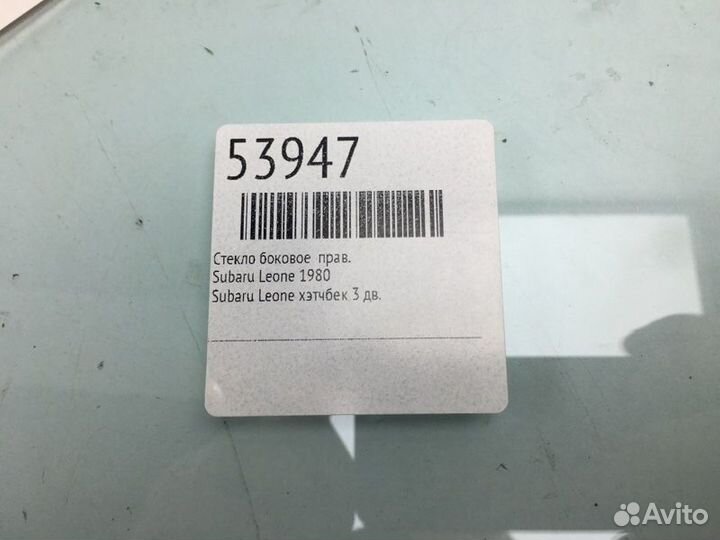 53947
Стекло боковое прав.
Subaru Leone 1980
Subaru Leone хэтчбек 3 дв.
Avito